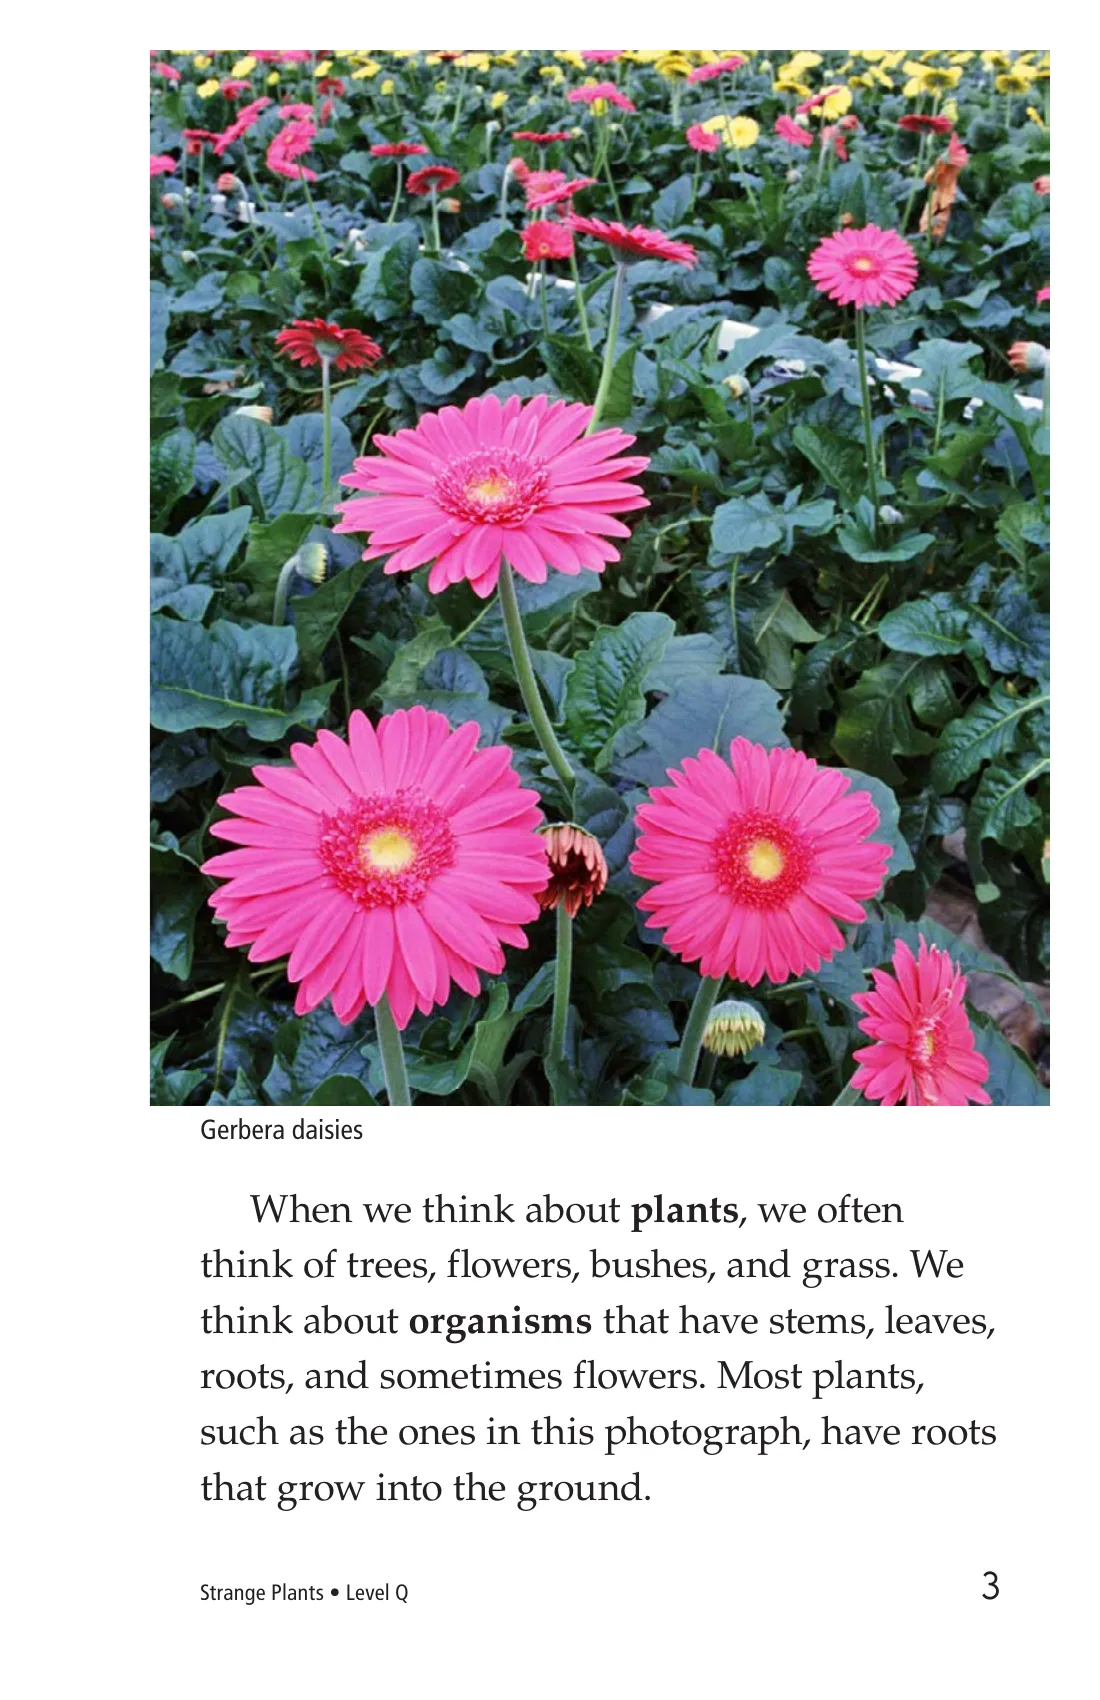 Gerbera daisies
When we think about plants, we often
think of trees, flowers, bushes, and grass. We
think about organisms that have stems, leaves,
roots, and sometimes flowers. Most plants,
such as the ones in this photograph, have roots
that grow into the ground.
Strange Plants • Level Q
3